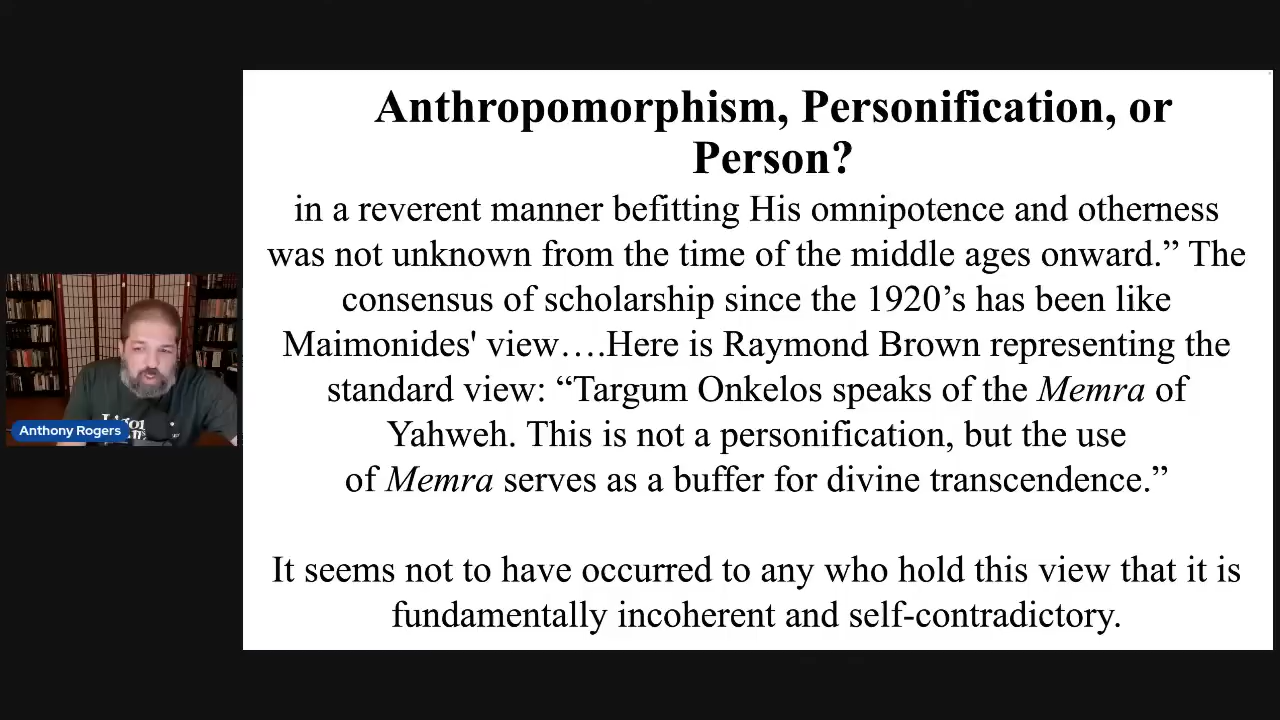 Anthropomorphism, Personification, or
Person?
in a reverent manner befitting His omnipotence and otherness
was not unknown from the time of the middle ages onward.” The
consensus of scholarship since the 1920’s has been like
Maimonides' view….Here is Raymond Brown representing the
standard view: “Targum Onkelos speaks of the Memra of
Yahweh. This is not a personification, but the use
of Memra serves as a buffer for divine transcendence.”
It seems not to have occurred to any who hold this view that it is
fundamentally incoherent and self-contradictory.
Anthony Rogers